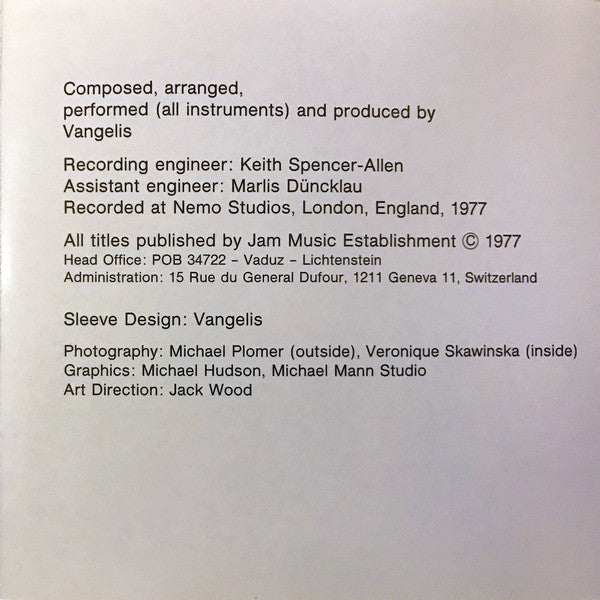 Composed, arranged,
performed (all instruments) and produced by
Vangelis
Recording engineer: Keith Spencer-Allen
Assistant engineer: Marlis Düncklau
Recorded at Nemo Studios, London, England, 1977
All titles published by Jam Music Establishment © 1977
Head Office: POB 34722 – Vaduz – Lichtenstein
Administration: 15 Rue du General Dufour, 1211 Geneva 11, Switzerland
Sleeve Design: Vangelis
Photography: Michael Plomer (outside), Veronique Skawinska (inside)
Graphics: Michael Hudson, Michael Mann Studio
Art Direction: Jack Wood